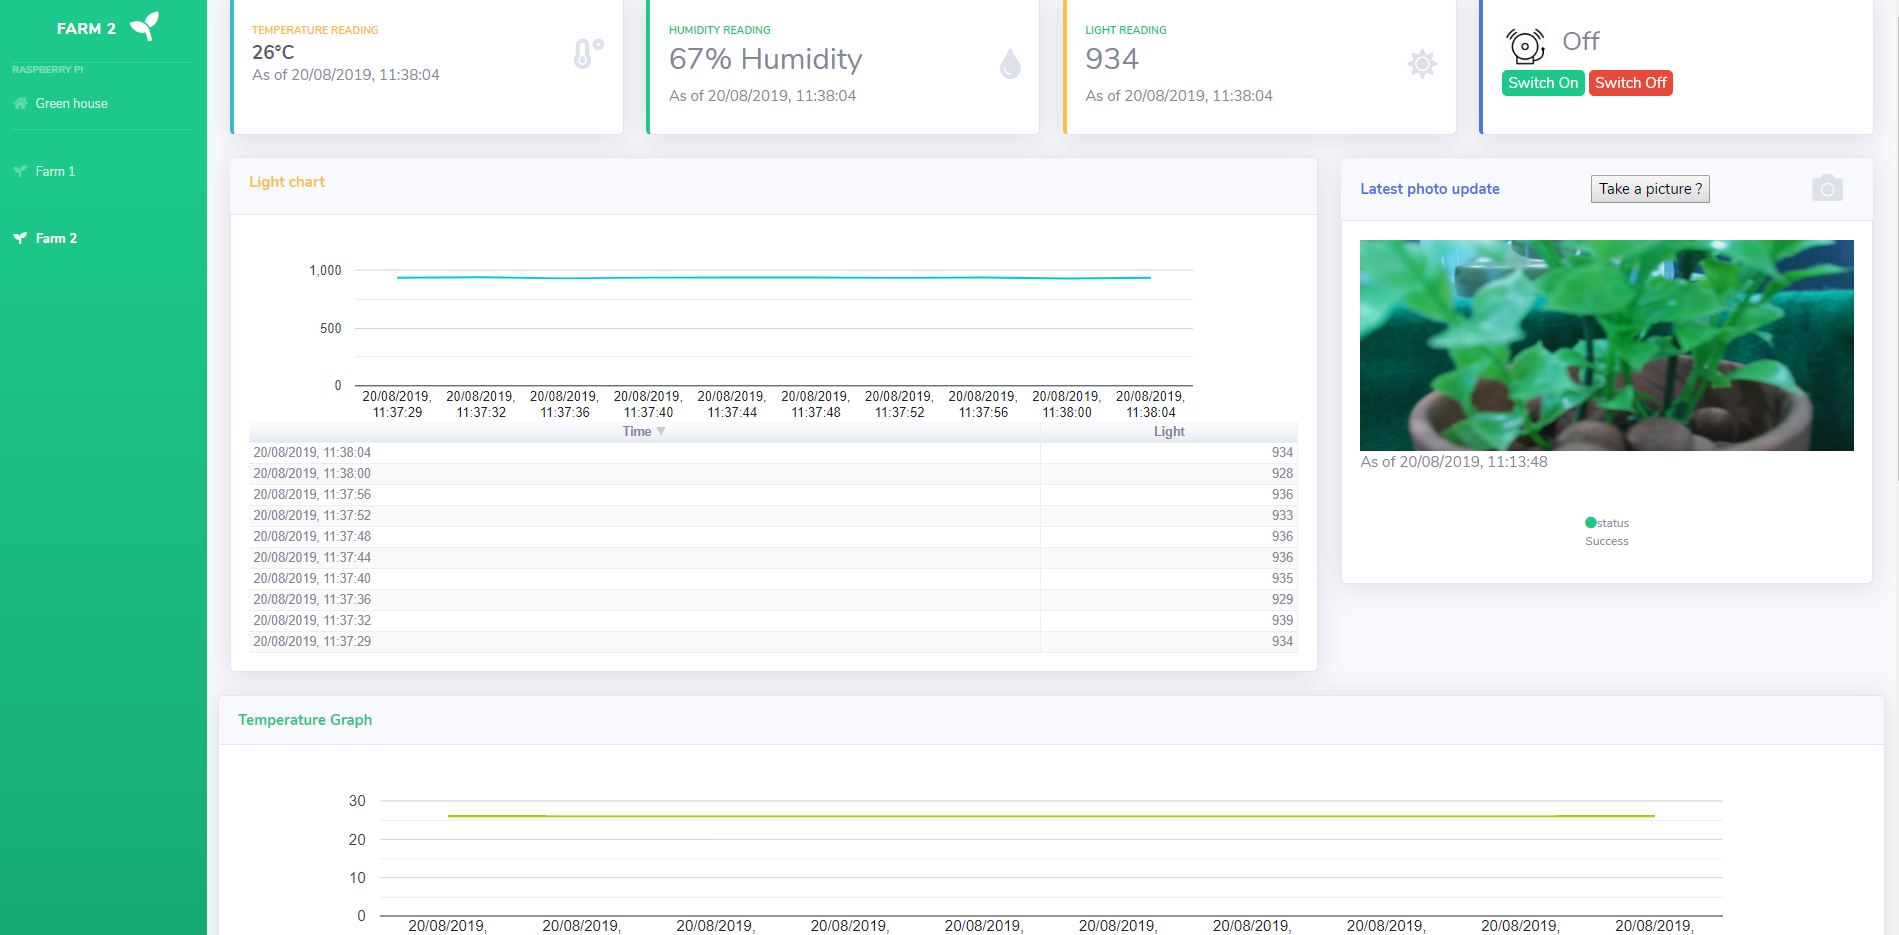 FARM 2
RASPBERRY PI
Green house
Farm 1
Farm 2
TEMPERATURE READING
26°C
As of 20/08/2019, 11:38:04
HUMIDITY READING
67% Humidity
As of 20/08/2019, 11:38:04
LIGHT READING
934
As of 20/08/2019, 11:38:04
Off
Switch On Switch Off
Light chart
1,000
500
0
20/08/2019, 20/08/2019, 20/08/2019, 20/08/2019, 20/08/2019, 20/08/2019, 20/08/2019, 20/08/2019, 20/08/2019, 20/08/2019,
11:37:29 11:37:32 11:37:36 11:37:40 11:37:44 11:37:48 11:37:52 11:37:56 11:38:00 11:38:04
Time ▼ Light
20/08/2019, 11:38:04 934
20/08/2019, 11:38:00 928
20/08/2019, 11:37:56 936
20/08/2019, 11:37:52 933
20/08/2019, 11:37:48 936
20/08/2019, 11:37:44 936
20/08/2019, 11:37:40 935
20/08/2019, 11:37:36 929
20/08/2019, 11:37:32 939
20/08/2019, 11:37:29 934
Latest photo update
Take a picture ?
As of 20/08/2019, 11:13:48
status
Success
Temperature Graph
30
20
10
0
20/08/2019, 20/08/2019, 20/08/2019, 20/08/2019, 20/08/2019, 20/08/2019, 20/08/2019, 20/08/2019, 20/08/2019, 20/08/2019,